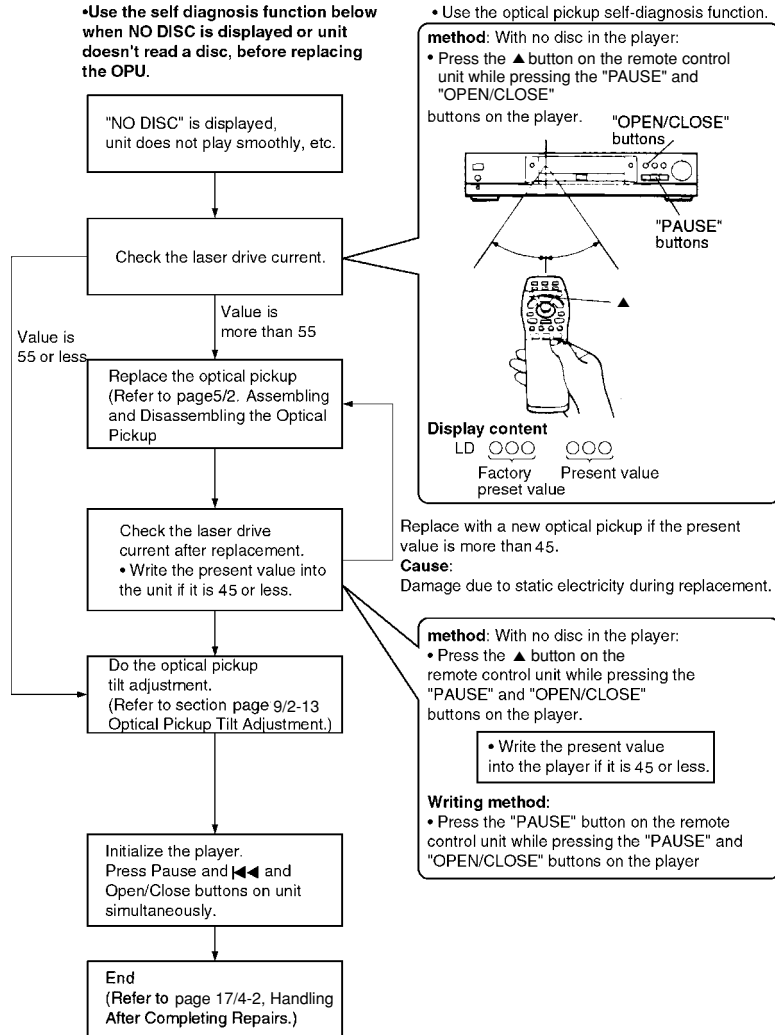 •Use the self diagnosis function below
when NO DISC is displayed or unit
doesn't read a disc, before replacing
the OPU.
"NO DISC" is displayed,
unit does not play smoothly, etc.
Check the laser drive current.
Value is
55 or less
Value is
more than 55
Replace the optical pickup
(Refer to page5/2. Assembling
and Disassembling the Optical
Pickup
Check the laser drive
current after replacement.
• Write the present value into
the unit if it is 45 or less.
Do the optical pickup
tilt adjustment.
(Refer to section page 9/2-13
Optical Pickup Tilt Adjustment.)
Initialize the player.
Press Pause and |◀◀ and
Open/Close buttons on unit
simultaneously.
End
(Refer to page 17/4-2, Handling
After Completing Repairs.)
• Use the optical pickup self-diagnosis function.
method: With no disc in the player:
• Press the ▲ button on the remote control
unit while pressing the "PAUSE" and
"OPEN/CLOSE"
buttons on the player.
"OPEN/CLOSE"
buttons
"PAUSE"
buttons
▲
Display content
LD ○○○ ○○○
Factory
preset value
Present value
Replace with a new optical pickup if the present
value is more than 45.
Cause:
Damage due to static electricity during replacement.
method: With no disc in the player:
• Press the ▲ button on the
remote control unit while pressing the
"PAUSE" and "OPEN/CLOSE"
buttons on the player.
• Write the present value
into the player if it is 45 or less.
Writing method:
• Press the "PAUSE" button on the remote
control unit while pressing the "PAUSE" and
"OPEN/CLOSE" buttons on the player